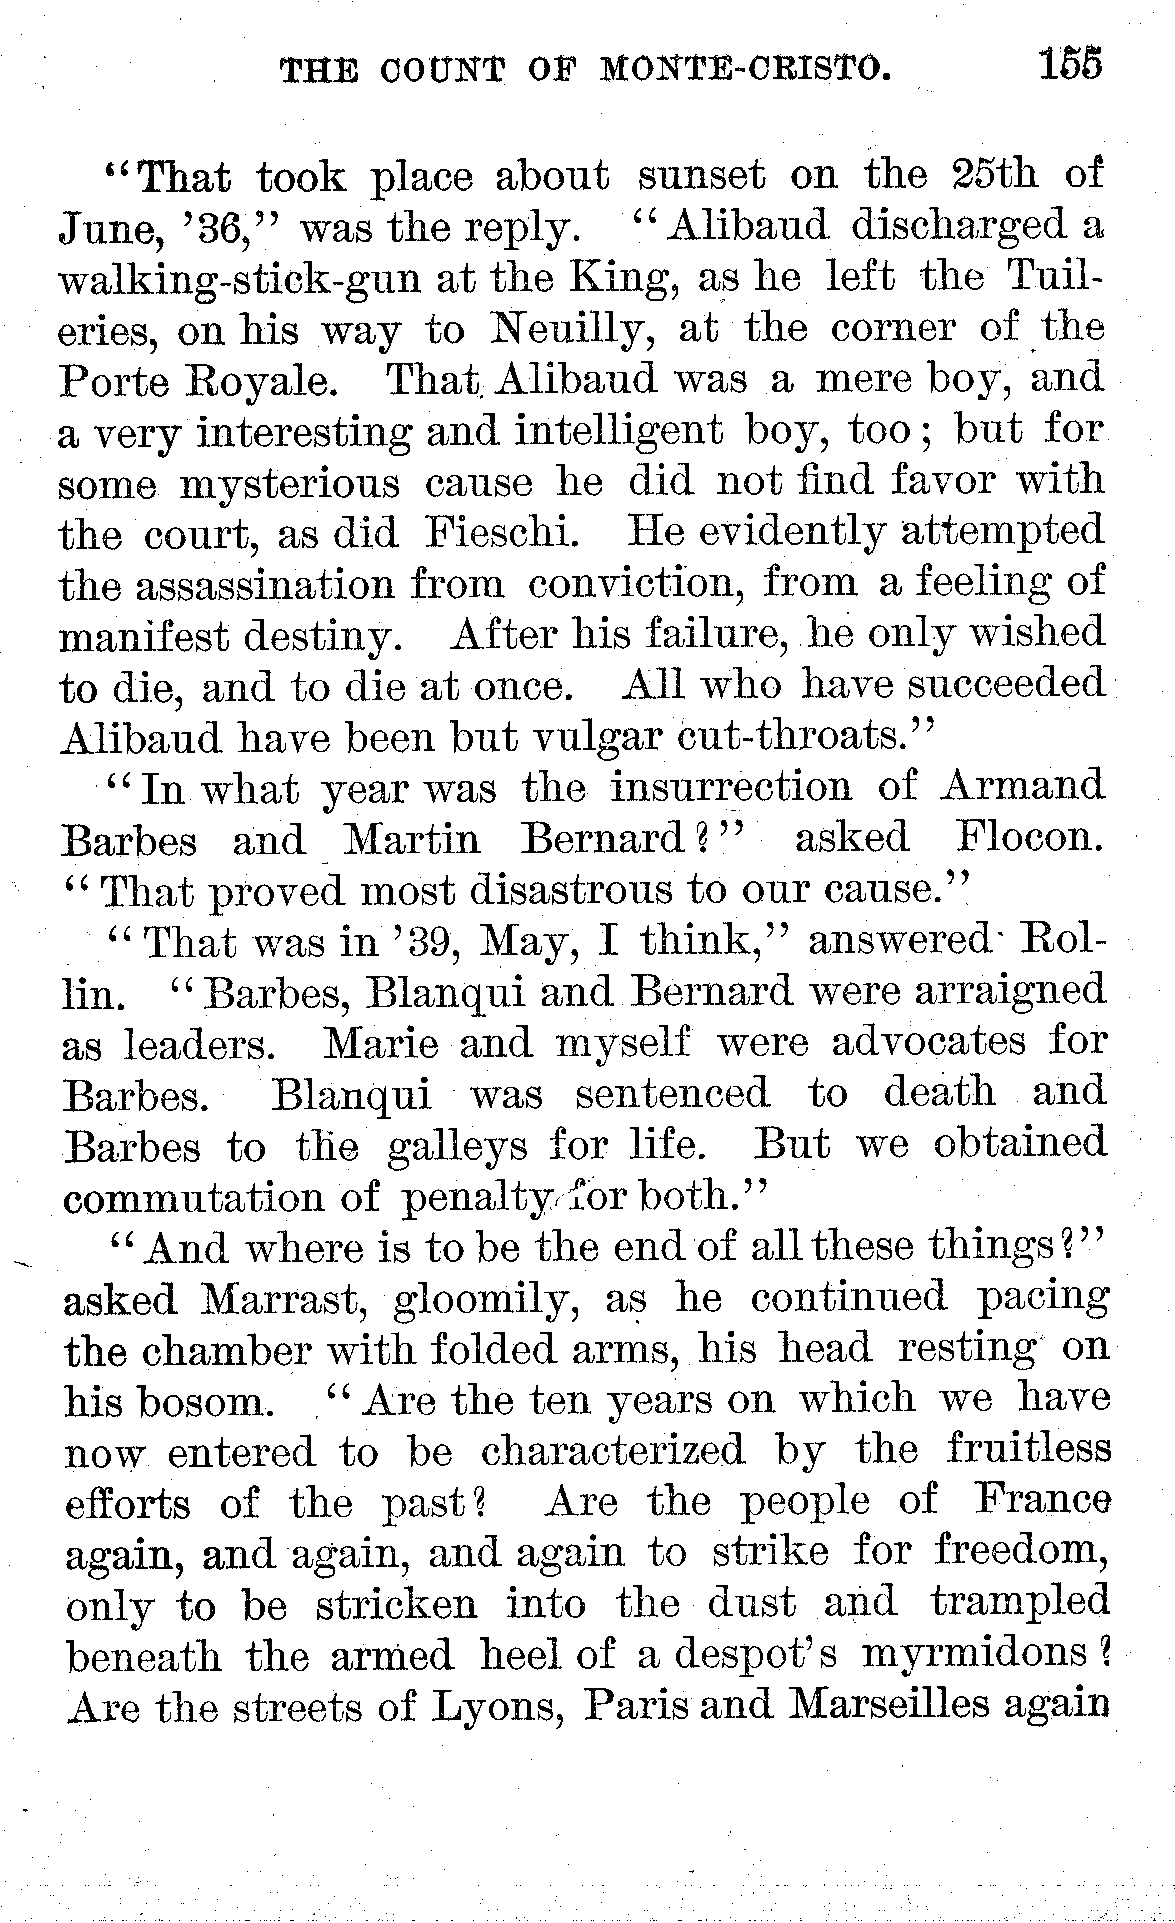 THE COUNT OF MONTE-CRISTO. 155
"That took place about sunset on the 25th of
June, '36," was the reply. "Alibaud discharged a
walking-stick-gun at the King, as he left the Tuil-
eries, on his way to Neuilly, at the corner of the
Porte Royale. That Alibaud was a mere boy, and
a very interesting and intelligent boy, too; but for
some mysterious cause he did not find favor with
the court, as did Fieschi. He evidently attempted
the assassination from conviction, from a feeling of
manifest destiny. After his failure, he only wished
to die, and to die at once. All who have succeeded
Alibaud have been but vulgar cut-throats."
"In what year was the insurrection of Armand
Barbes and Martin Bernard?" asked Flocon.
"That proved most disastrous to our cause."
"That was in '39, May, I think," answered Rol-
lin. "Barbes, Blanqui and Bernard were arraigned
as leaders. Marie and myself were advocates for
Barbes. Blanqui was sentenced to death and
Barbes to the galleys for life. But we obtained
commutation of penalty for both."
"And where is to be the end of all these things?"
asked Marrast, gloomily, as he continued pacing
the chamber with folded arms, his head resting on
his bosom. "Are the ten years on which we have
now entered to be characterized by the fruitless
efforts of the past? Are the people of France
again, and again, and again to strike for freedom,
only to be stricken into the dust and trampled
beneath the armed heel of a despot's myrmidons?
Are the streets of Lyons, Paris and Marseilles again